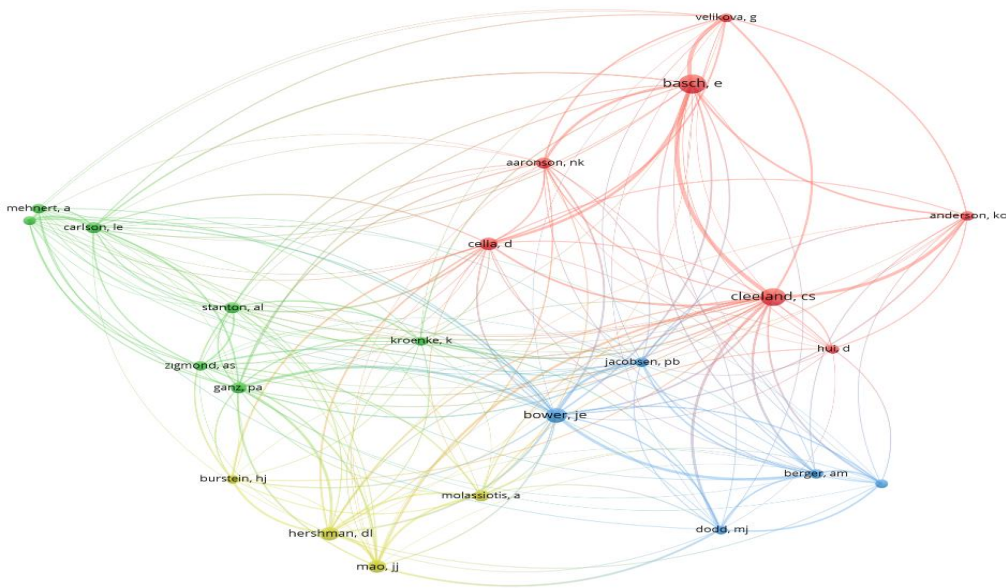 velikova, g
basch, e
aaronson, nk
mehnert, a
anderson, ko
carlson, le
cella, d
cleeland, cs
stanton, al
kroenke, k
hui, d
jacobsen, pb
zigmond, as
ganz, pa
bower, je
berger, am
burstein, hj
molassiotis, a
dodd, mj
hershman, dl
mao, jj